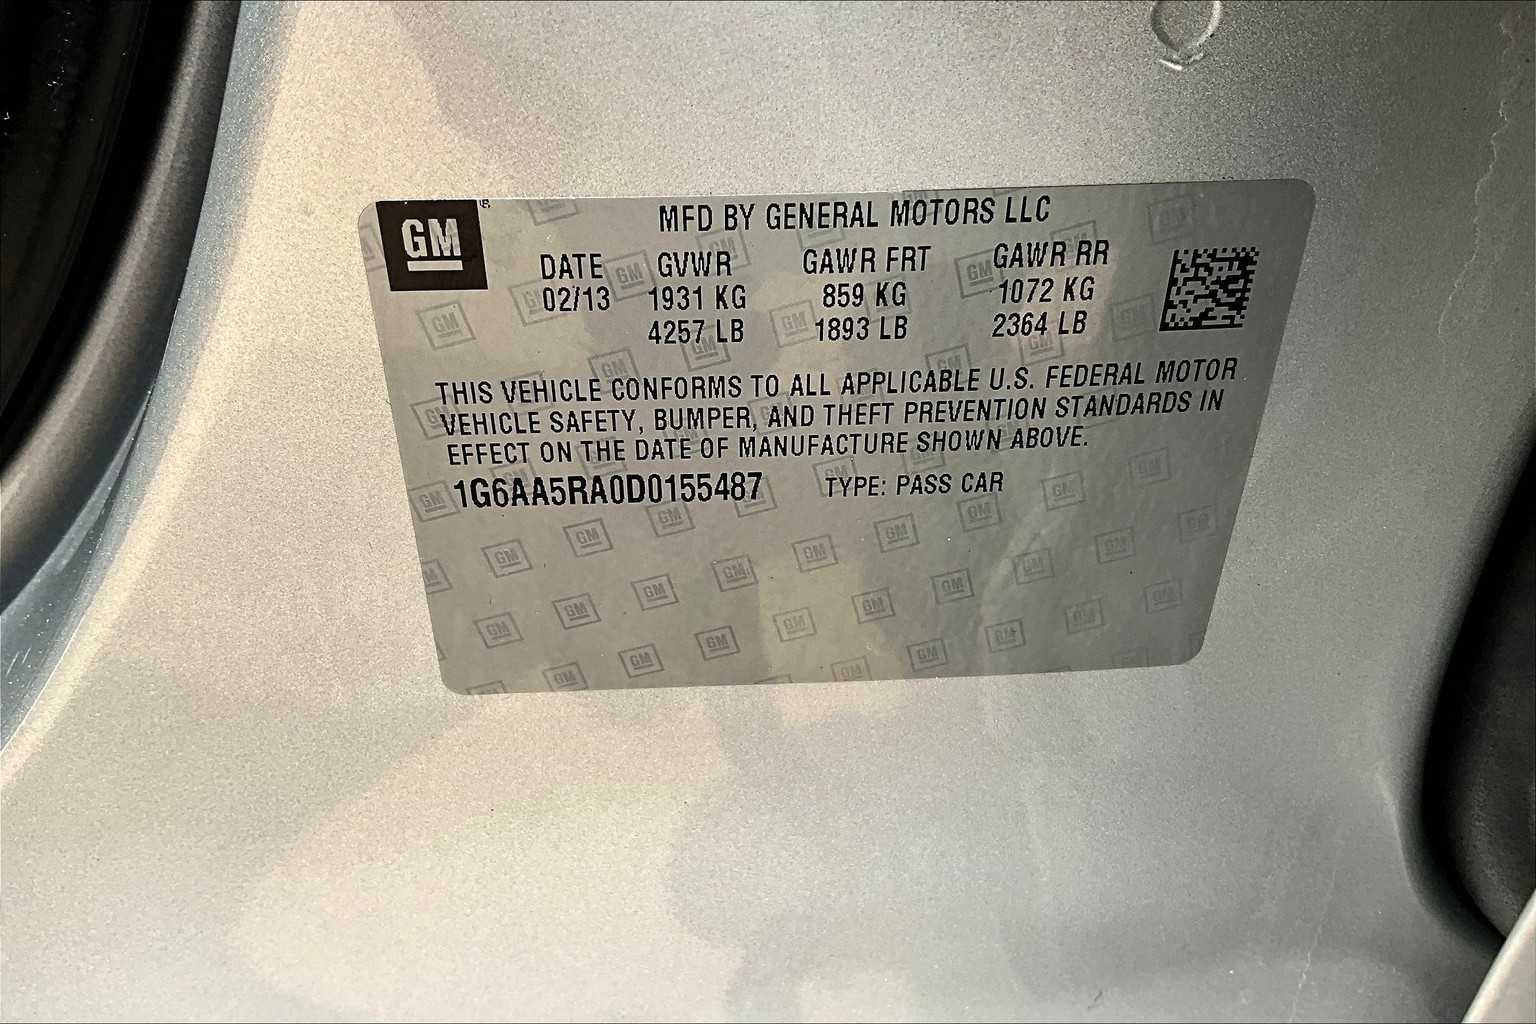 GM
MFD BY GENERAL MOTORS LLC
DATE GVWR GAWR FRT GAWR RR
02/13 1931 KG 859 KG 1072 KG
4257 LB 1893 LB 2364 LB
THIS VEHICLE CONFORMS TO ALL APPLICABLE U.S. FEDERAL MOTOR
VEHICLE SAFETY, BUMPER, AND THEFT PREVENTION STANDARDS IN
EFFECT ON THE DATE OF MANUFACTURE SHOWN ABOVE.
1G6AA5RA0D0155487 TYPE: PASS CAR